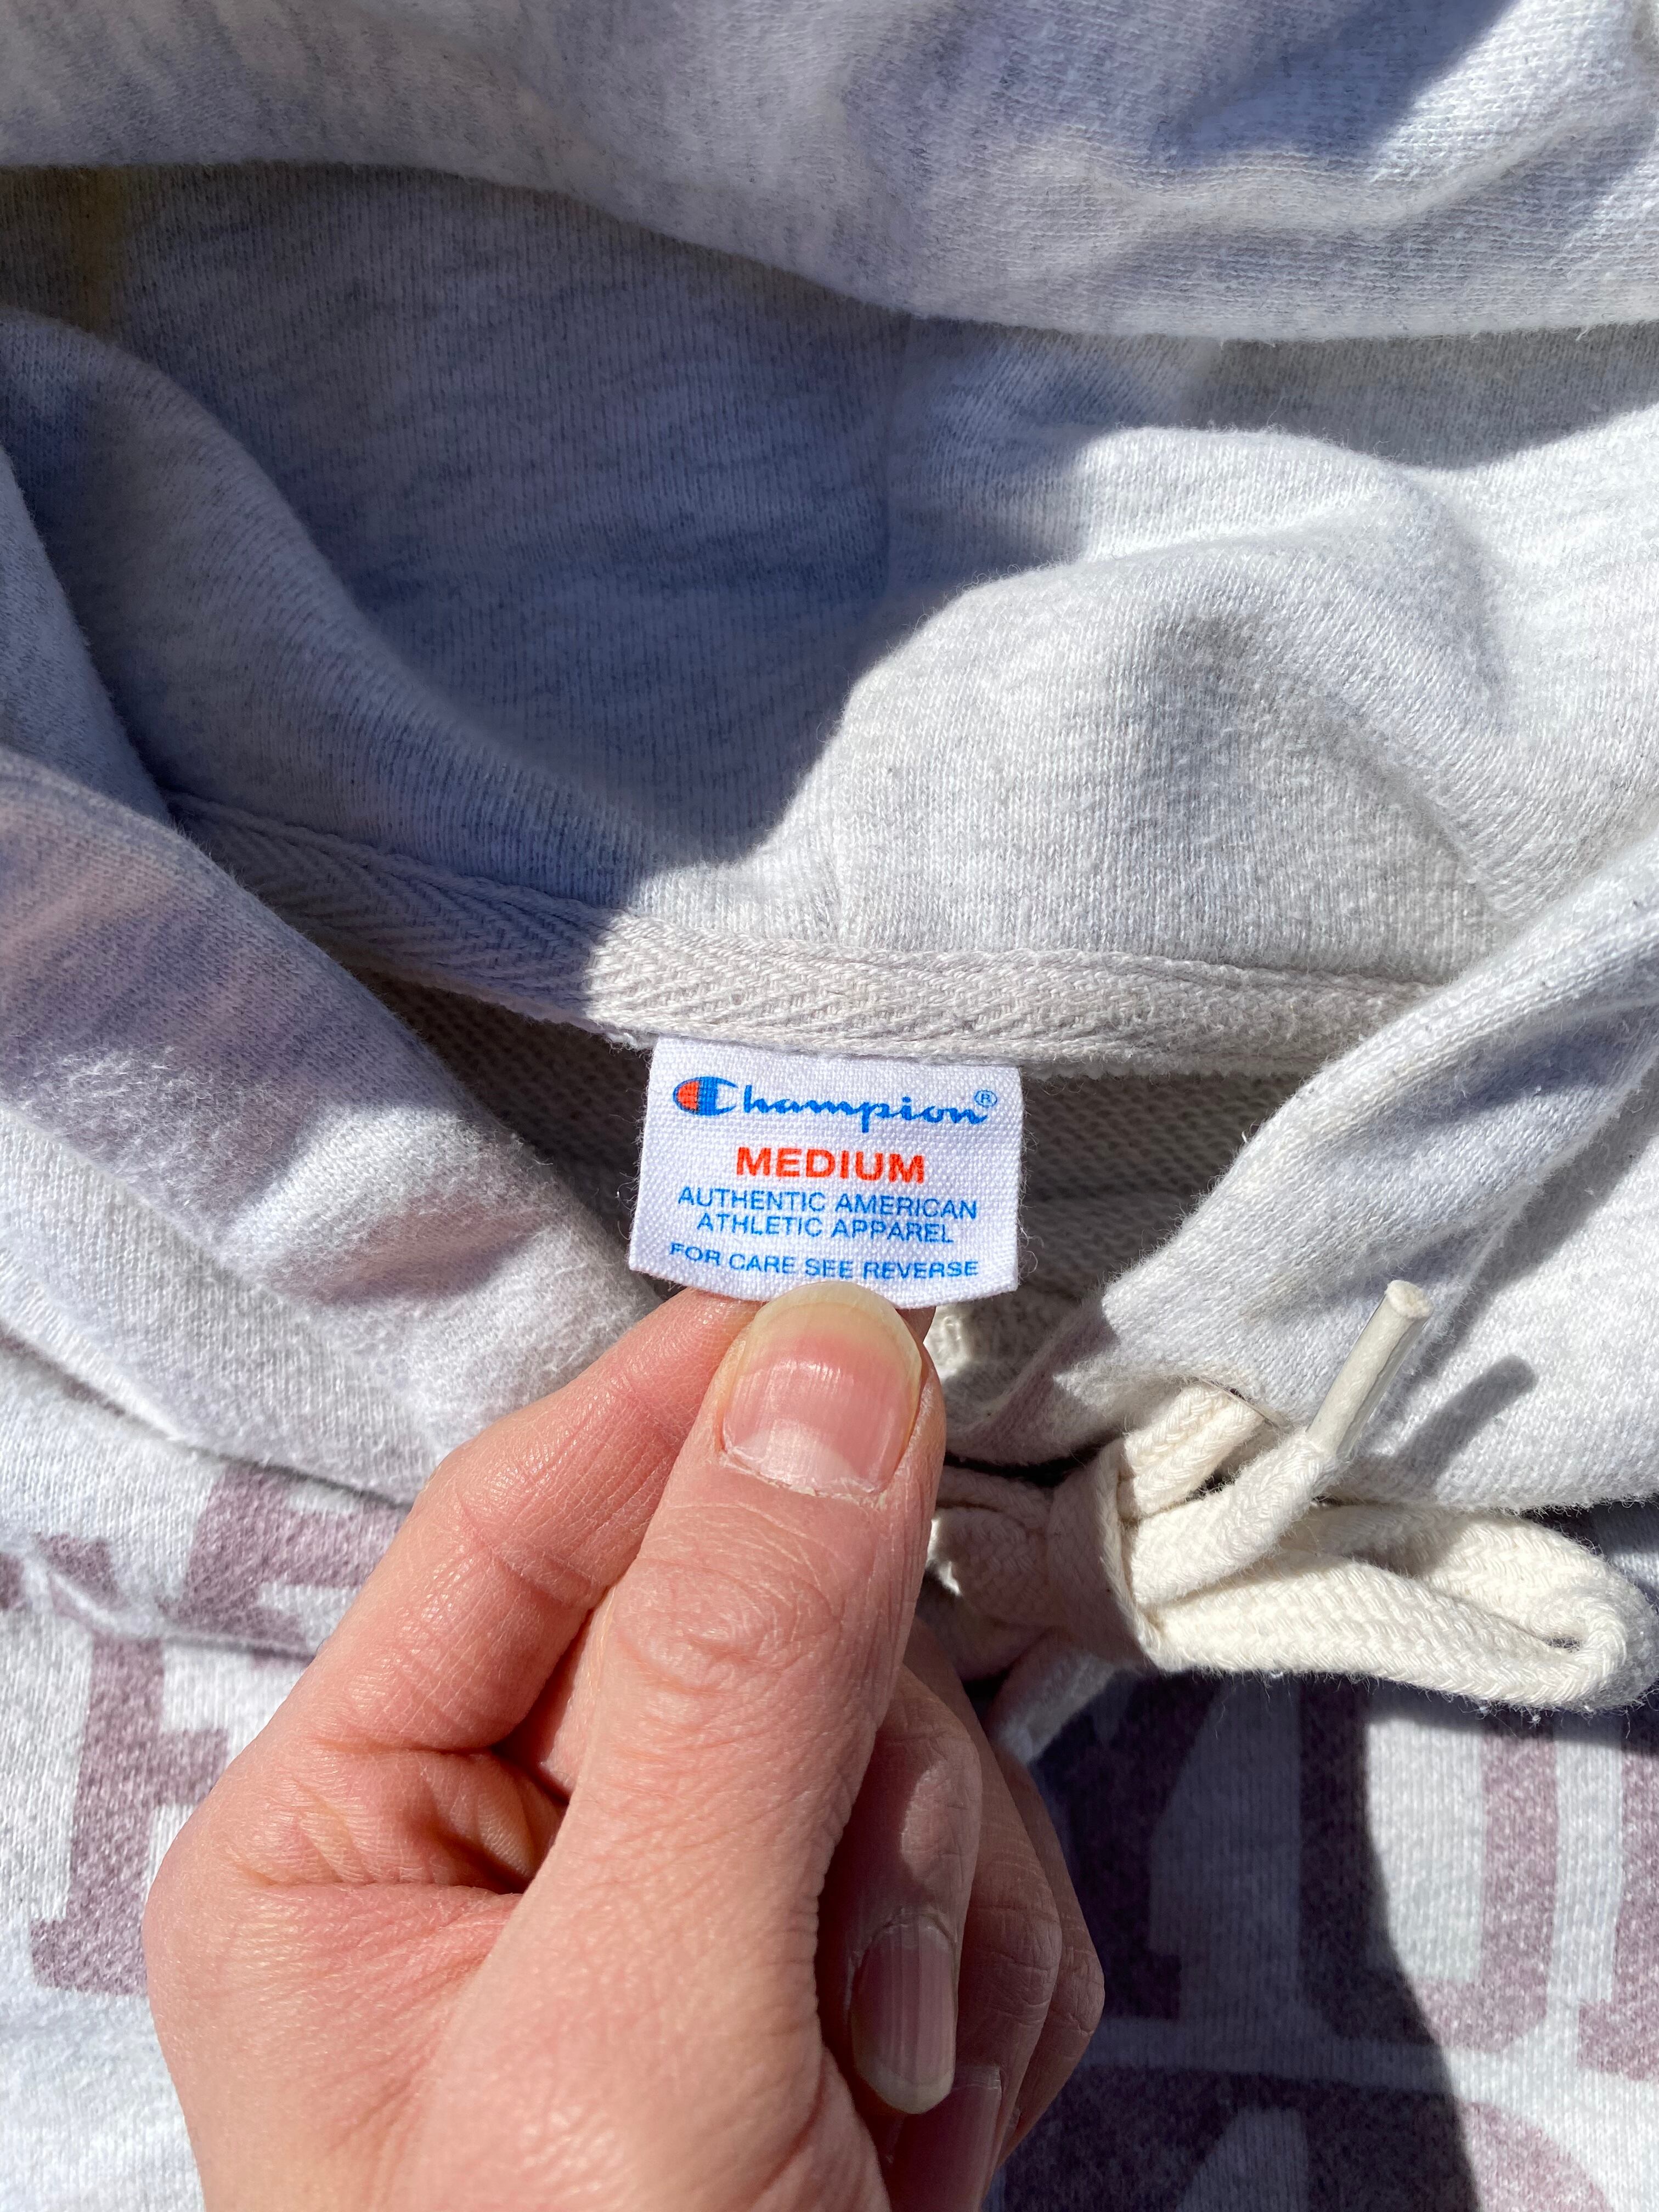 Champion®
MEDIUM
AUTHENTIC AMERICAN
ATHLETIC APPAREL
FOR CARE SEE REVERSE